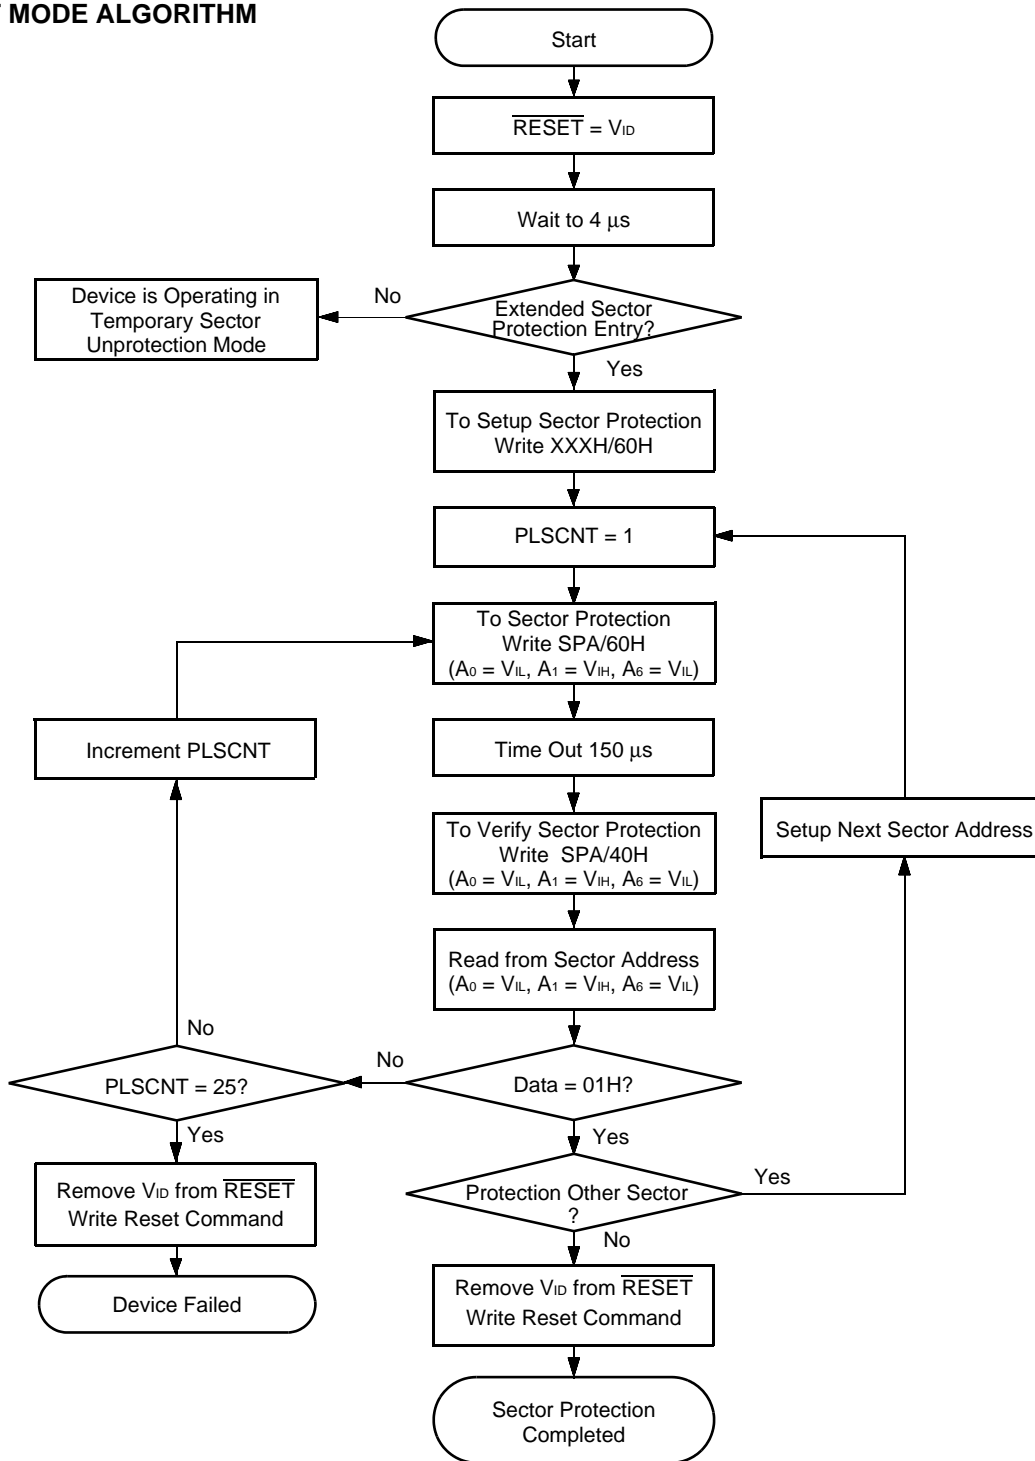 MODE ALGORITHM
Start
RESET = VID
Wait to 4 μs
No
Extended Sector
Protection Entry?
Device is Operating in
Temporary Sector
Unprotection Mode
Yes
To Setup Sector Protection
Write XXXH/60H
PLSCNT = 1
To Sector Protection
Write SPA/60H
(A0 = VIL, A1 = VIH, A6 = VIL)
Increment PLSCNT
Time Out 150 μs
To Verify Sector Protection
Write SPA/40H
(A0 = VIL, A1 = VIH, A6 = VIL)
Setup Next Sector Address
Read from Sector Address
(A0 = VIL, A1 = VIH, A6 = VIL)
No
No
PLSCNT = 25?
Data = 01H?
Yes
Yes
Protection Other Sector
?
Yes
Remove VID from RESET
Write Reset Command
No
Device Failed
Remove VID from RESET
Write Reset Command
Sector Protection
Completed